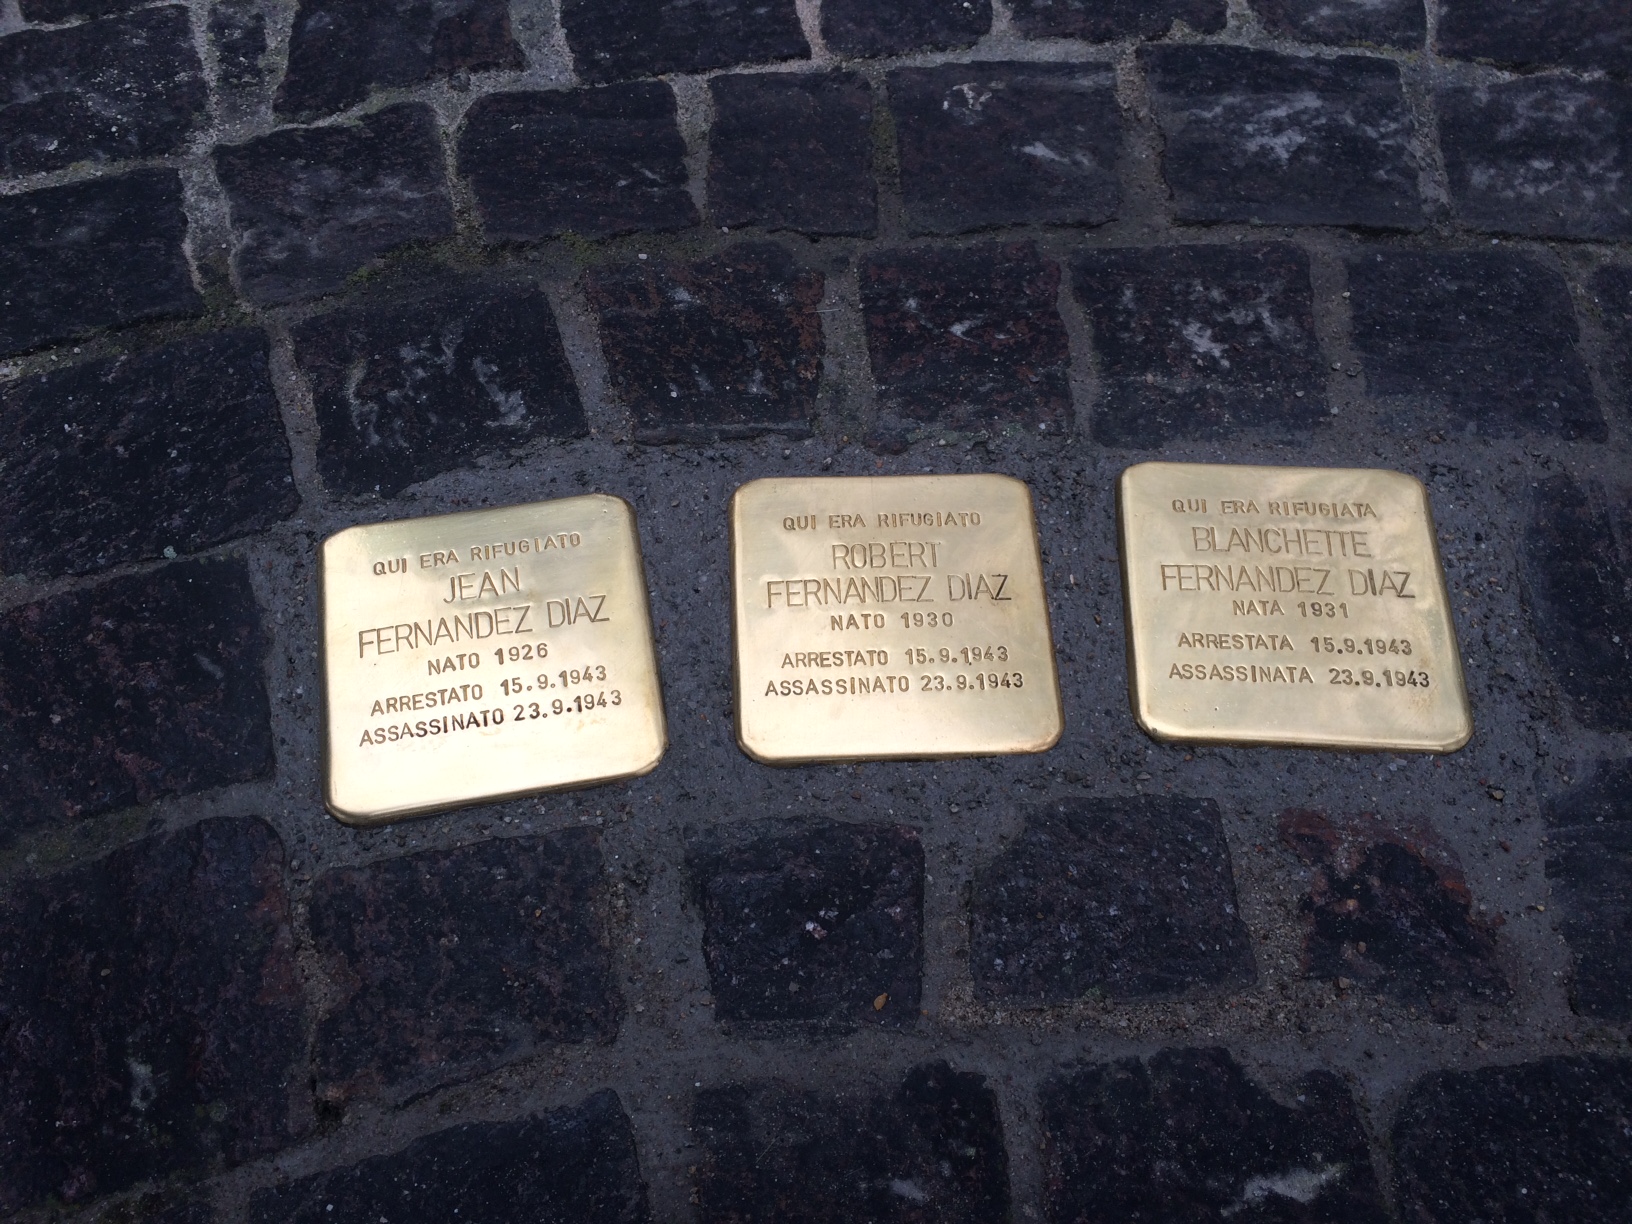 QUI ERA RIFUGIATO
JEAN
FERNANDEZ DIAZ
NATO 1926
ARRESTATO 15.9.1943
ASSASSINATO 23.9.1943
QUI ERA RIFUGIATO
ROBERT
FERNANDEZ DIAZ
NATO 1930
ARRESTATO 15.9.1943
ASSASSINATO 23.9.1943
QUI ERA RIFUGIATA
BLANCHETTE
FERNANDEZ DIAZ
NATA 1931
ARRESTATA 15.9.1943
ASSASSINATA 23.9.1943